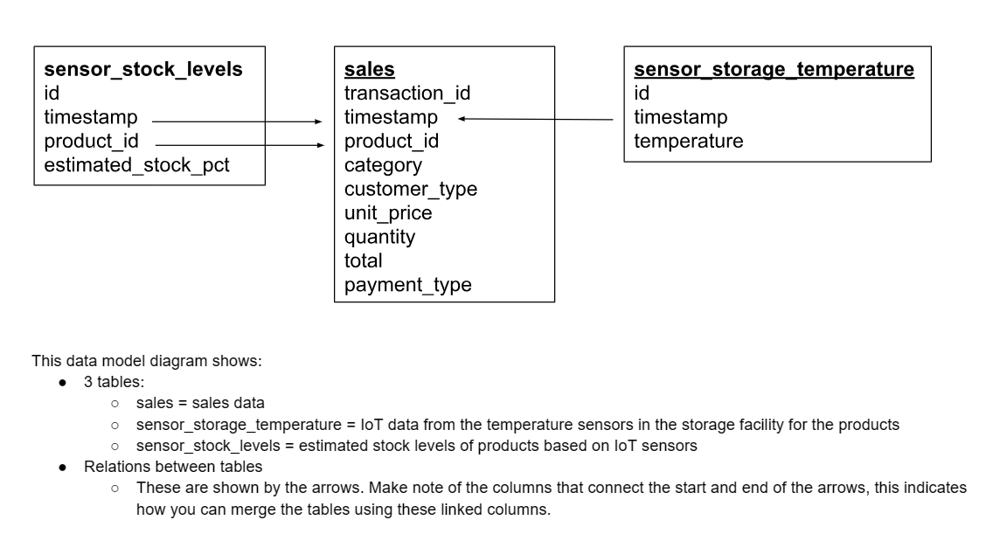 sensor_stock_levels
id
timestamp
product_id
estimated_stock_pct
sales
transaction_id
timestamp
product_id
category
customer_type
unit_price
quantity
total
payment_type
sensor_storage_temperature
id
timestamp
temperature
This data model diagram shows:
● 3 tables:
○ sales = sales data
○ sensor_storage_temperature = IoT data from the temperature sensors in the storage facility for the products
○ sensor_stock_levels = estimated stock levels of products based on IoT sensors
● Relations between tables
○ These are shown by the arrows. Make note of the columns that connect the start and end of the arrows, this indicates
how you can merge the tables using these linked columns.